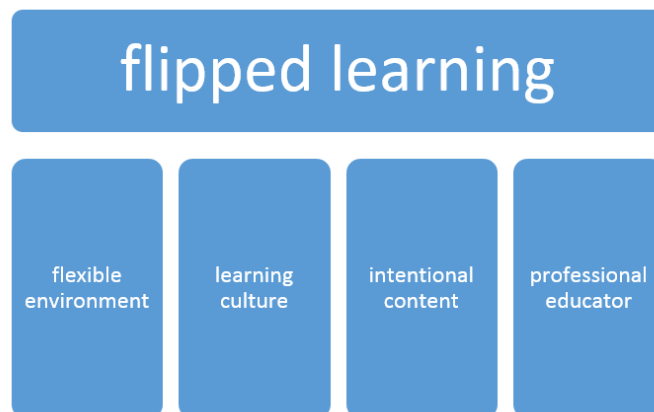 flipped learning
flexible
environment
learning
culture
intentional
content
professional
educator